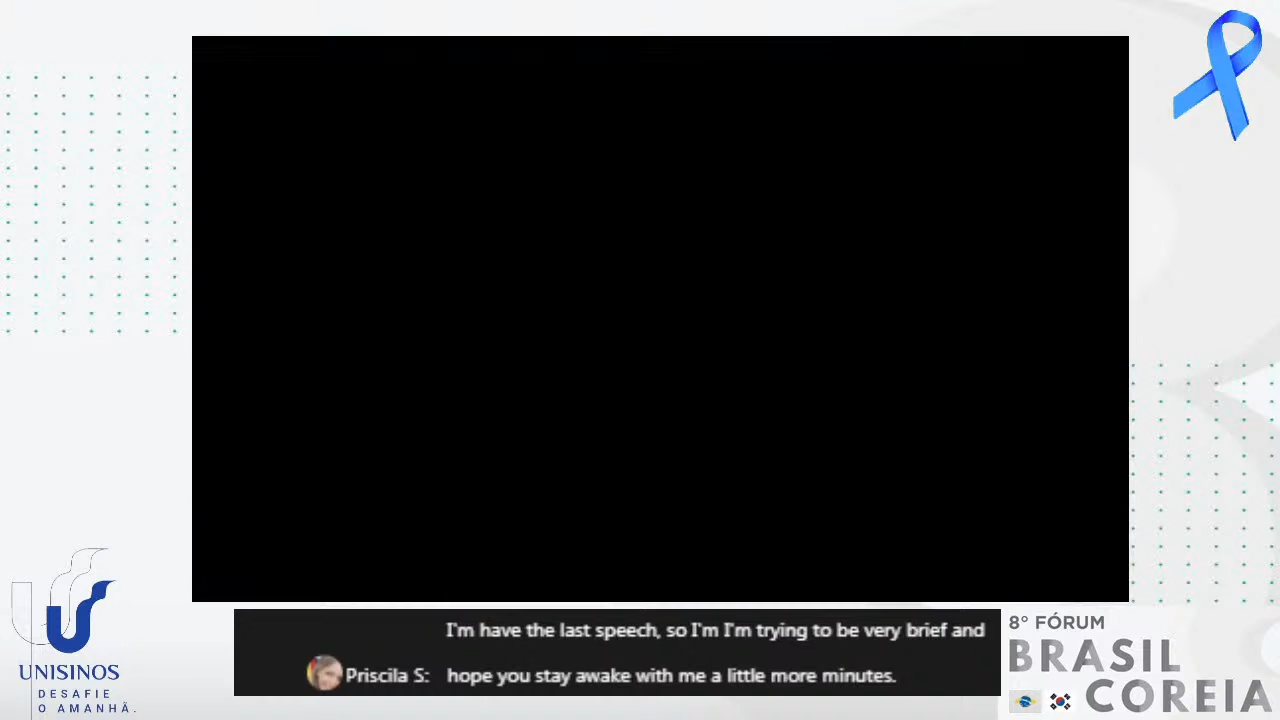 I'm have the last speech, so I'm I'm trying to be very brief and
Priscila S: hope you stay awake with me a little more minutes.
UNISINOS
DESAFIE
O AMANHÃ.
8º FÓRUM
BRASIL
COREIA